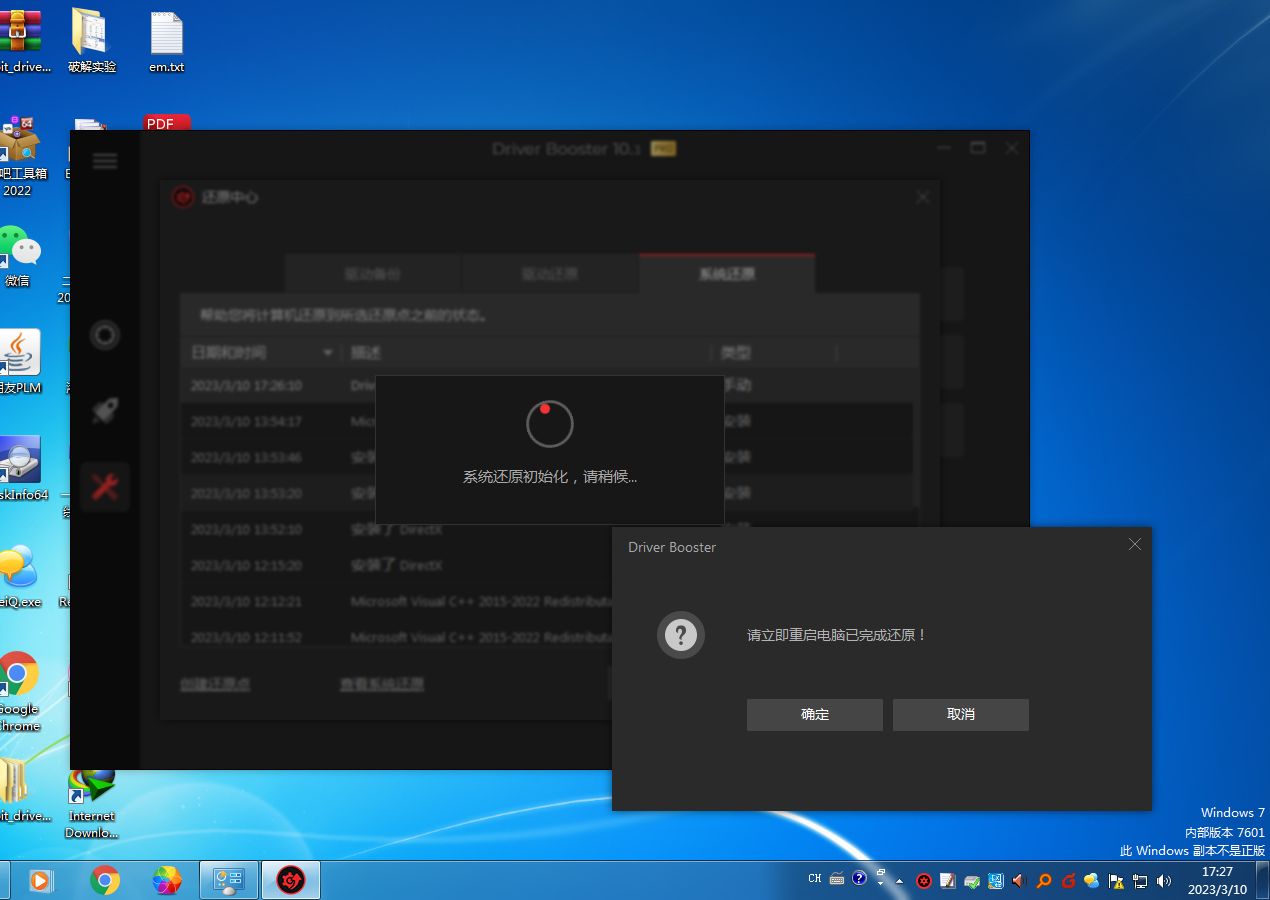 it_drive...
破解实验
em.txt
PDF
吧工具箱
2022
微信
朋友PLM
skInfo64
eiQ.exe
Google
Chrome
it_drive...
Internet
Downlo...
Driver Booster 10.3 PRO
还原中心
驱动备份
驱动还原
系统还原
帮助您将计算机还原到所选还原点之前的状态。
日期和时间
描述
类型
2023/3/10 17:26:10
手动
2023/3/10 13:54:17
安装
2023/3/10 13:53:46
安装
2023/3/10 13:53:20
安装
2023/3/10 13:52:10
安装了 DirectX
2023/3/10 12:15:20
安装了 DirectX
2023/3/10 12:12:21
Microsoft Visual C++ 2015-2022 Redistributa
2023/3/10 12:11:52
Microsoft Visual C++ 2015-2022 Redistributa
创建还原点
查看系统还原
系统还原初始化，请稍候...
Driver Booster
请立即重启电脑已完成还原！
确定
取消
Windows 7
内部版本 7601
此 Windows 副本不是正版
CH
17:27
2023/3/10